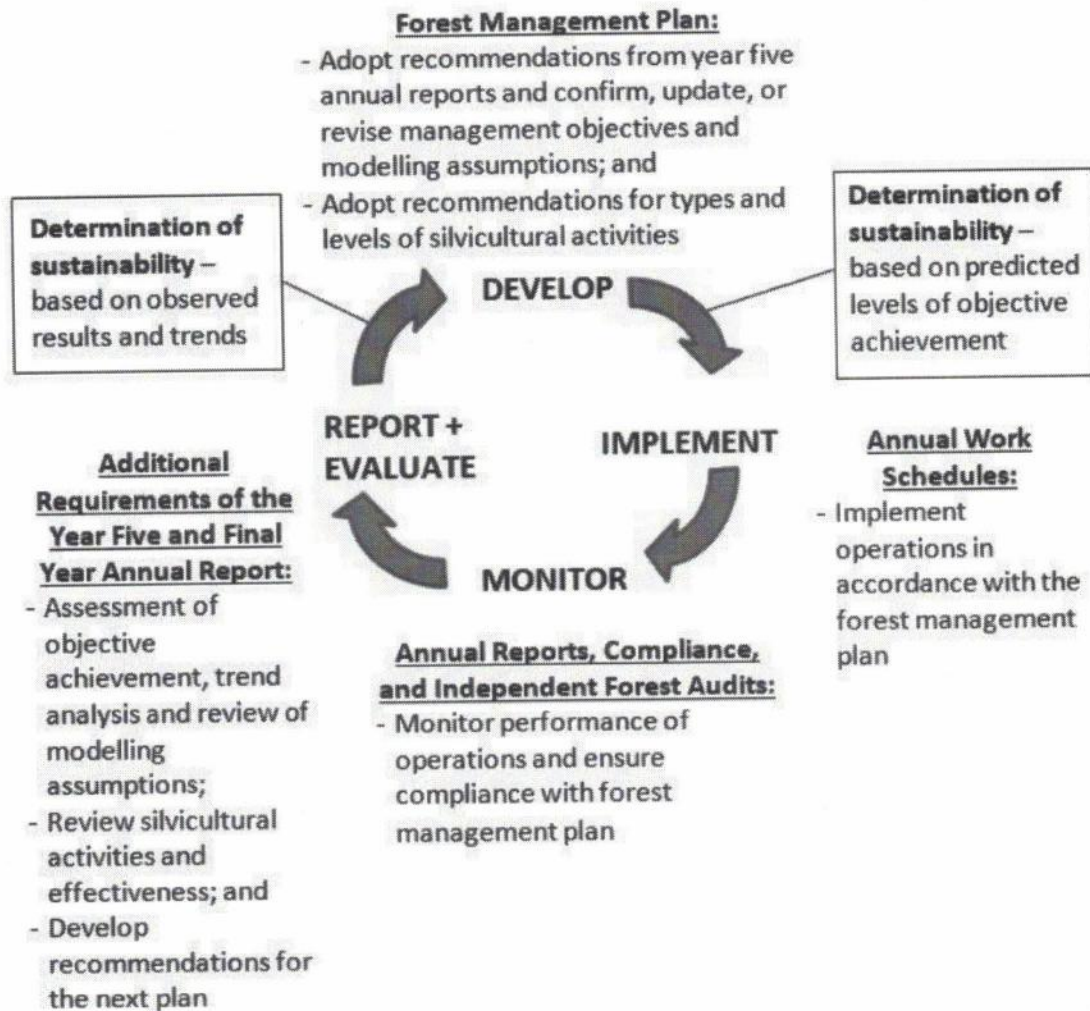 Forest Management Plan:
- Adopt recommendations from year five
annual reports and confirm, update, or
revise management objectives and
modelling assumptions; and
- Adopt recommendations for types and
levels of silvicultural activities
Determination of
sustainability –
based on observed
results and trends
Determination of
sustainability –
based on predicted
levels of objective
achievement
DEVELOP
IMPLEMENT
MONITOR
REPORT +
EVALUATE
Annual Work
Schedules:
- Implement
operations in
accordance with the
forest management
plan
Annual Reports, Compliance,
and Independent Forest Audits:
- Monitor performance of
operations and ensure
compliance with forest
management plan
Additional
Requirements of the
Year Five and Final
Year Annual Report:
- Assessment of
objective
achievement, trend
analysis and review of
modelling
assumptions;
- Review silvicultural
activities and
effectiveness; and
- Develop
recommendations for
the next plan